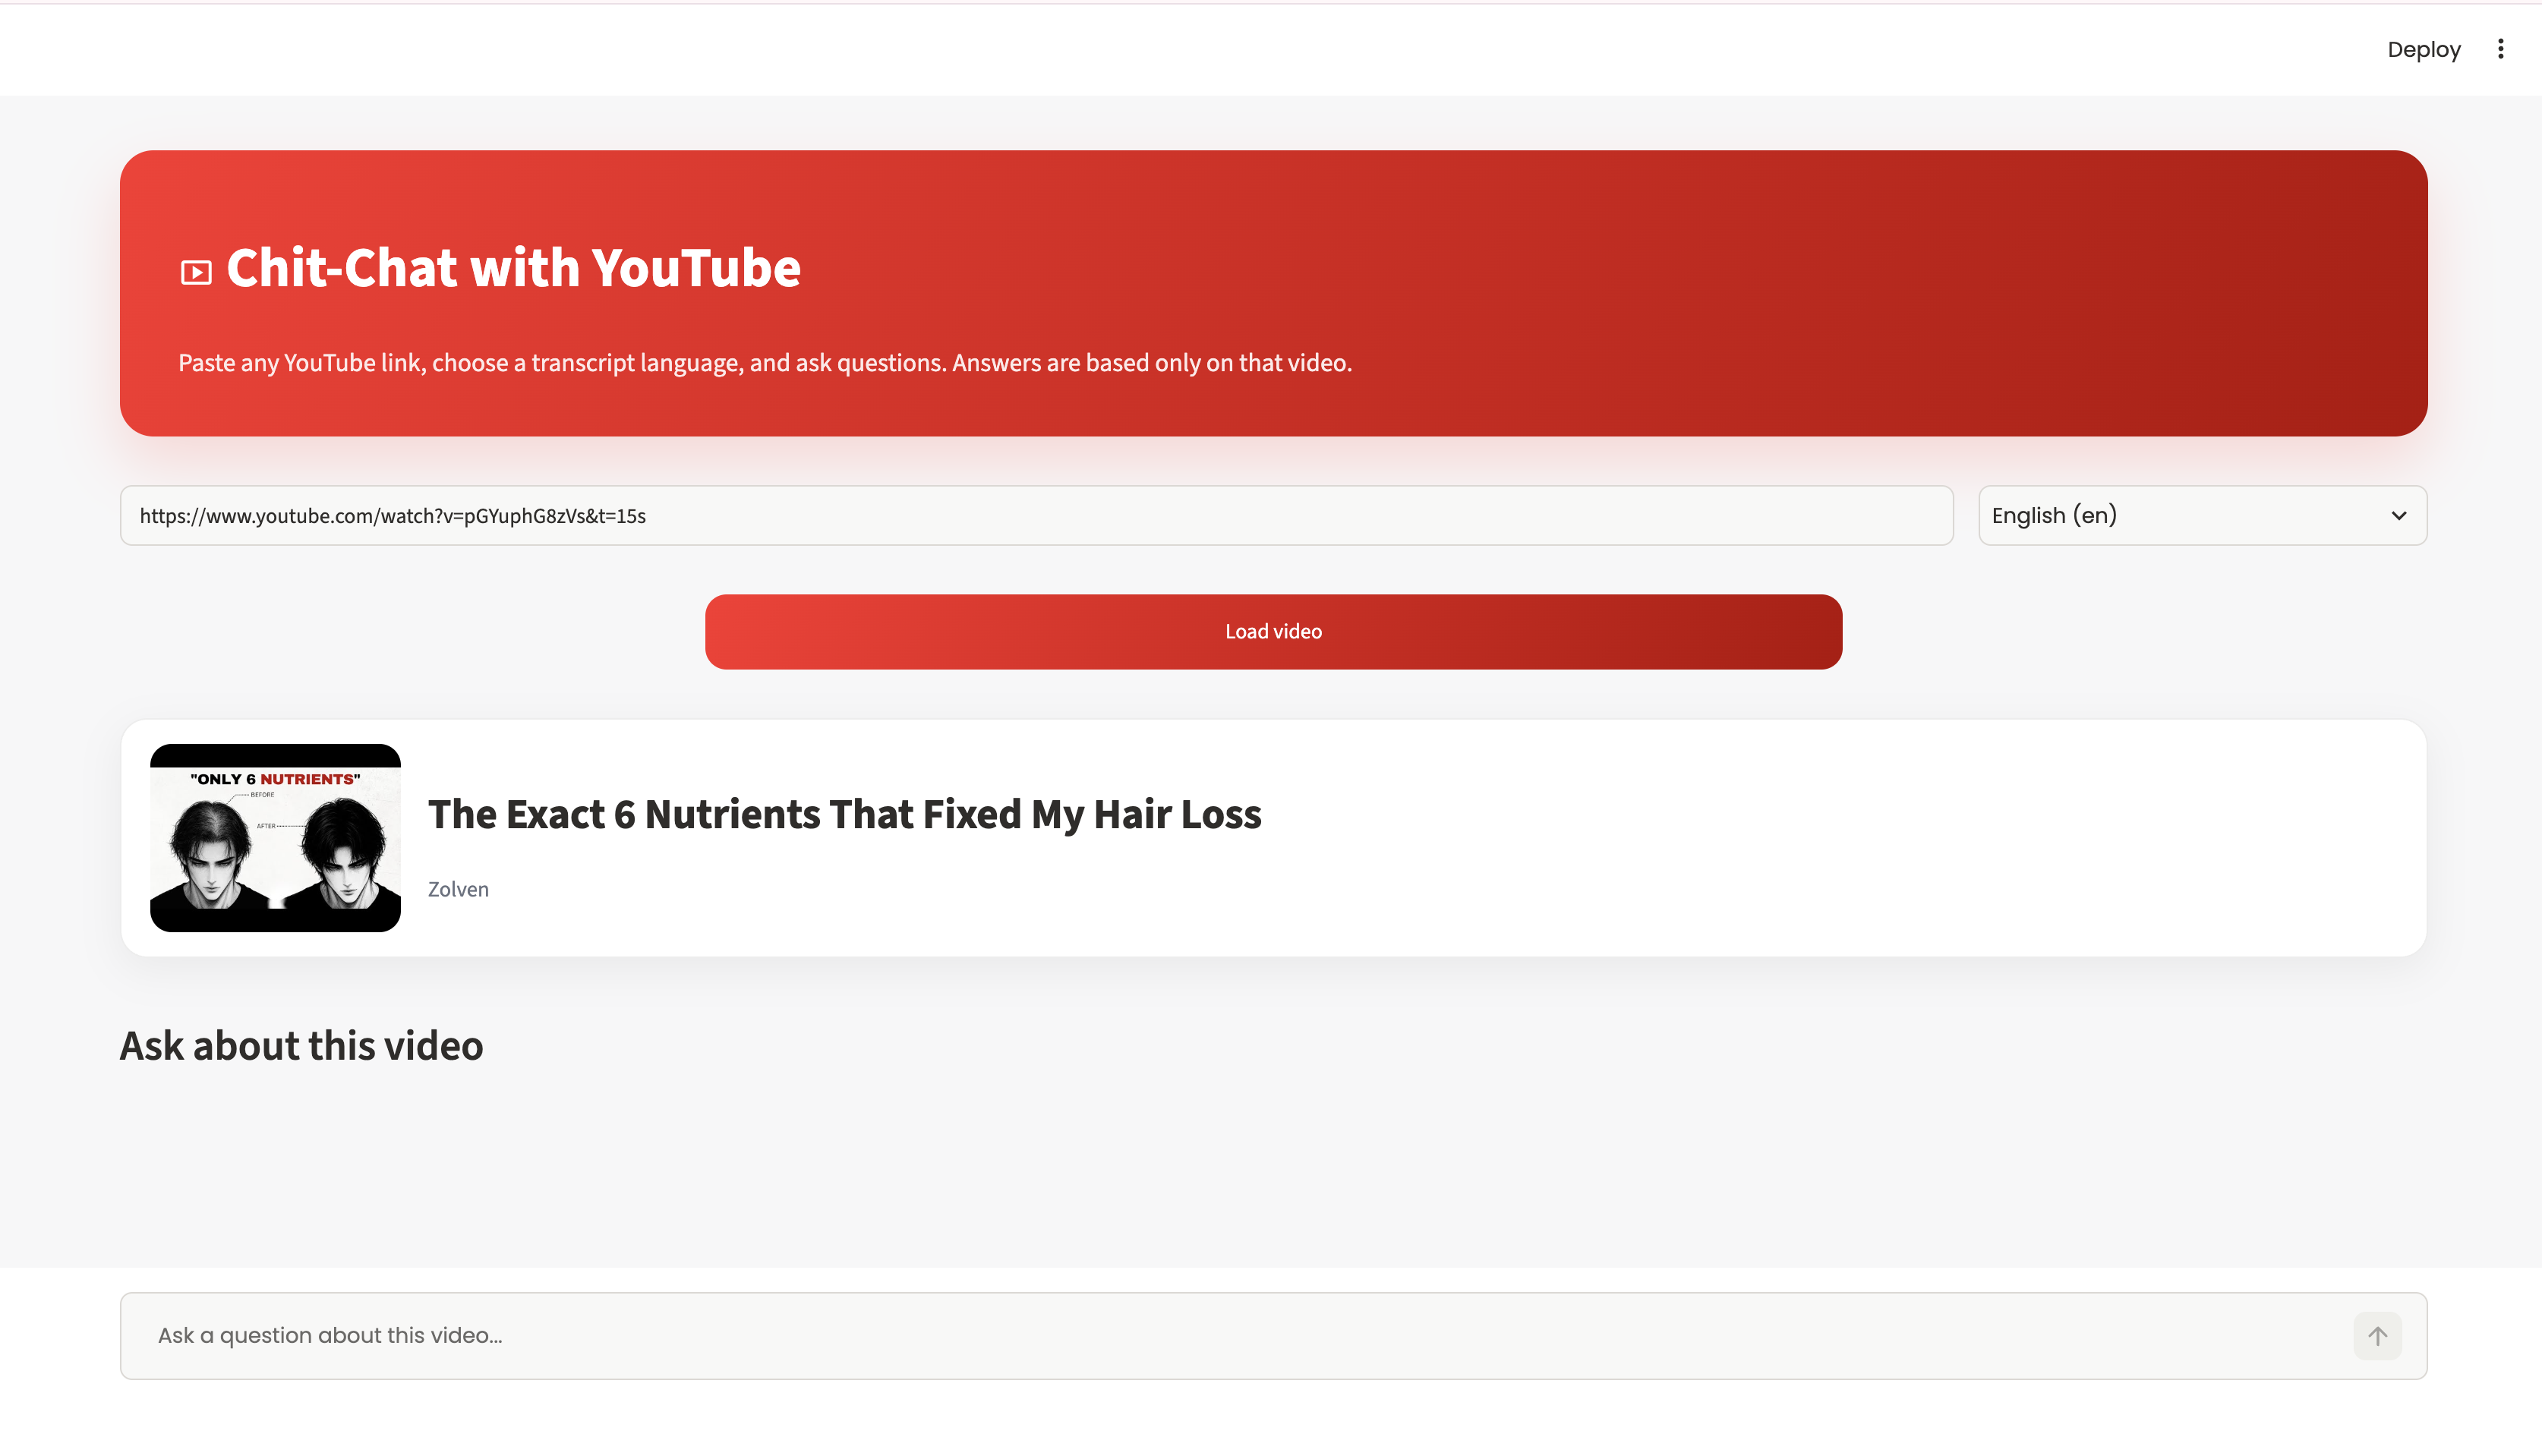 Deploy
Chit-Chat with YouTube
Paste any YouTube link, choose a transcript language, and ask questions. Answers are based only on that video.
https://www.youtube.com/watch?v=pGYuphG8zVs&t=15s
English (en)
Load video
"ONLY 6 NUTRIENTS"
BEFORE
AFTER
The Exact 6 Nutrients That Fixed My Hair Loss
Zolven
Ask about this video
Ask a question about this video...